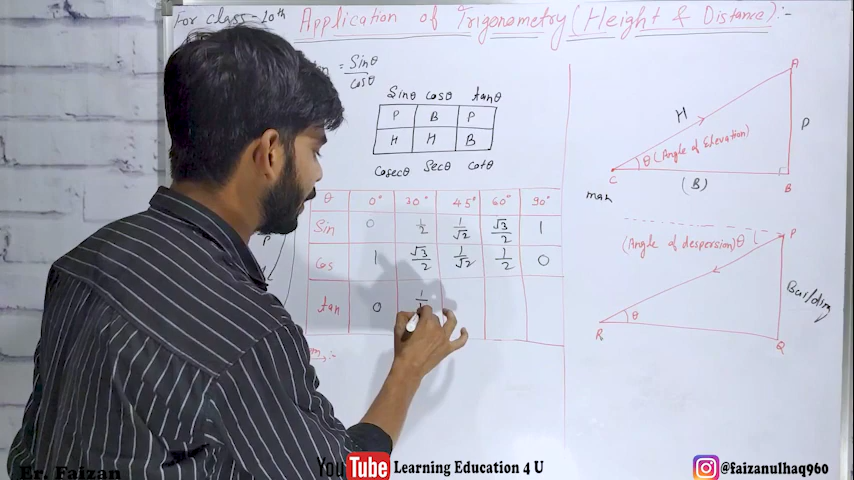 For Class-10th Application of Trigonometry (Height & Distance):-
= Sinθ
Cosθ
Sinθ Cosθ tanθ
P B P
H H B
Cosecθ Secθ Cotθ
θ 0° 30° 45° 60° 90°
Sin 0 1/2 1/√2 √3/2 1
Cos 1 √3/2 1/√2 1/2 0
tan 0 1
P
A
H
P
θ (Angle of Elevation)
C
B
(B)
man
(Angle of despersion) θ
P
Building
θ
R
Q
Er. Faizan
YouTube Learning Education 4 U
@faizanulhaq960